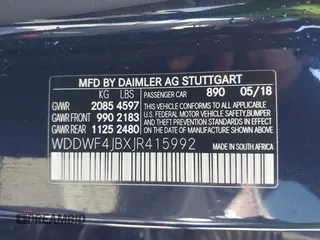 MFD BY DAIMLER AG STUTTGART
KG LBS 890 05/18
GVWR 2085 4597
GAWR FRONT 990 2183
GAWR REAR 1125 2480
THIS VEHICLE CONFORMS TO ALL APPLICABLE U.S. FEDERAL MOTOR VEHICLE SAFETY, BUMPER AND THEFT PREVENTION STANDARDS IN EFFECT ON THE DATE OF MANUFACTURE SHOWN ABOVE.
WDDWF4JBXJR415992
MADE IN SOUTH AFRICA